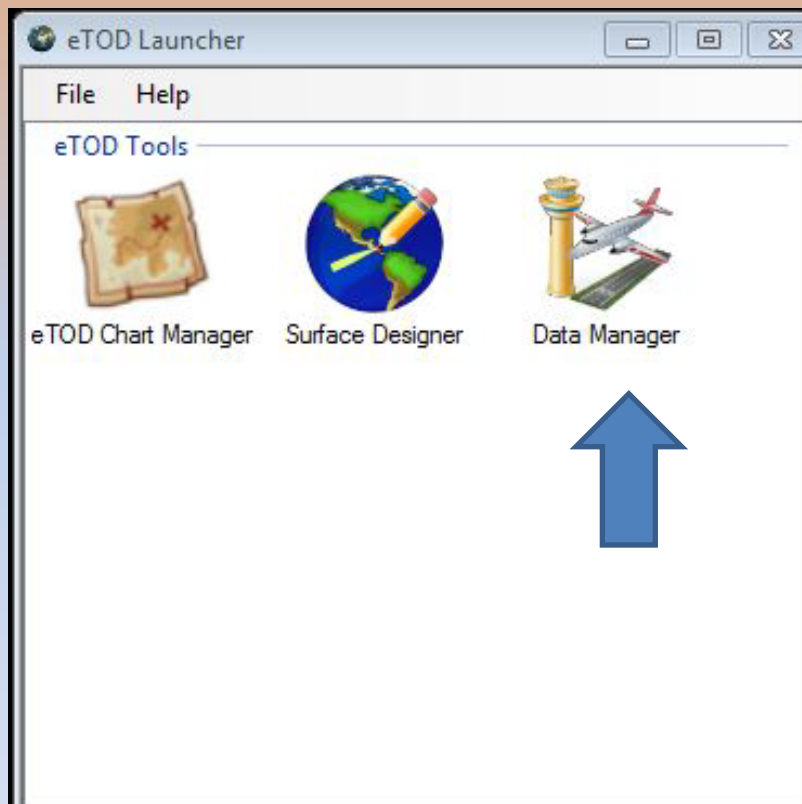 eTOD Launcher
File Help
eTOD Tools
eTOD Chart Manager Surface Designer Data Manager